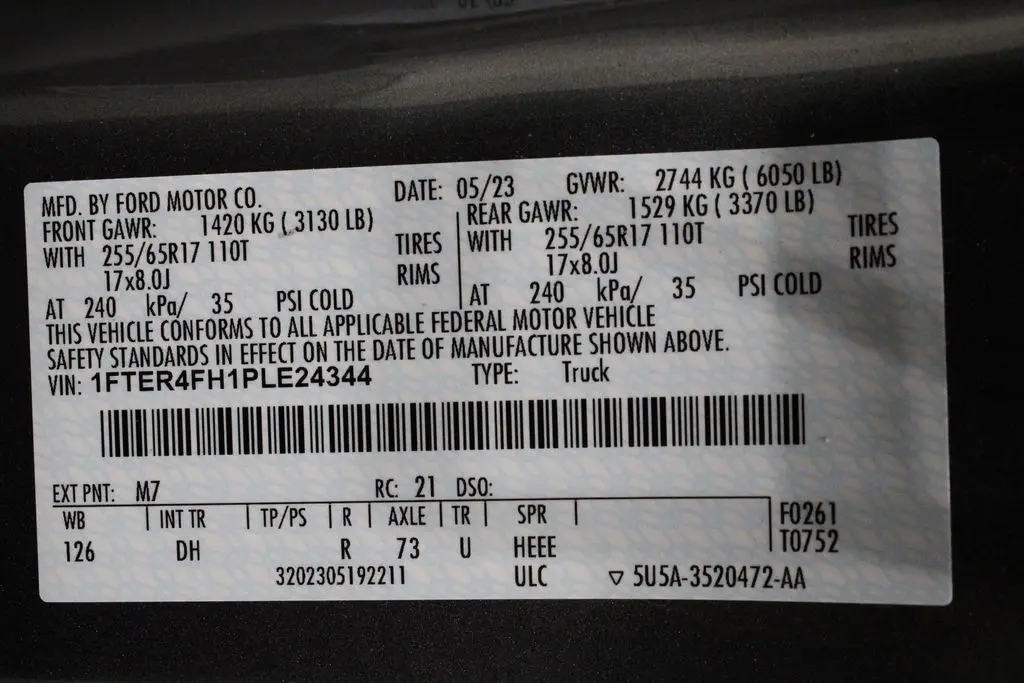 MFD. BY FORD MOTOR CO. DATE: 05/23 GVWR: 2744 KG ( 6050 LB)
FRONT GAWR: 1420 KG ( 3130 LB) REAR GAWR: 1529 KG ( 3370 LB)
WITH 255/65R17 110T TIRES WITH 255/65R17 110T TIRES
17x8.0J RIMS 17x8.0J RIMS
AT 240 kPa/ 35 PSI COLD AT 240 kPa/ 35 PSI COLD
THIS VEHICLE CONFORMS TO ALL APPLICABLE FEDERAL MOTOR VEHICLE
SAFETY STANDARDS IN EFFECT ON THE DATE OF MANUFACTURE SHOWN ABOVE.
VIN: 1FTER4FH1PLE24344 TYPE: Truck
EXT PNT: M7 RC: 21 DSO:
WB INT TR TP/PS R AXLE TR SPR F0261
126 DH R 73 U HEEE T0752
3202305192211 ULC ▽ 5U5A-3520472-AA